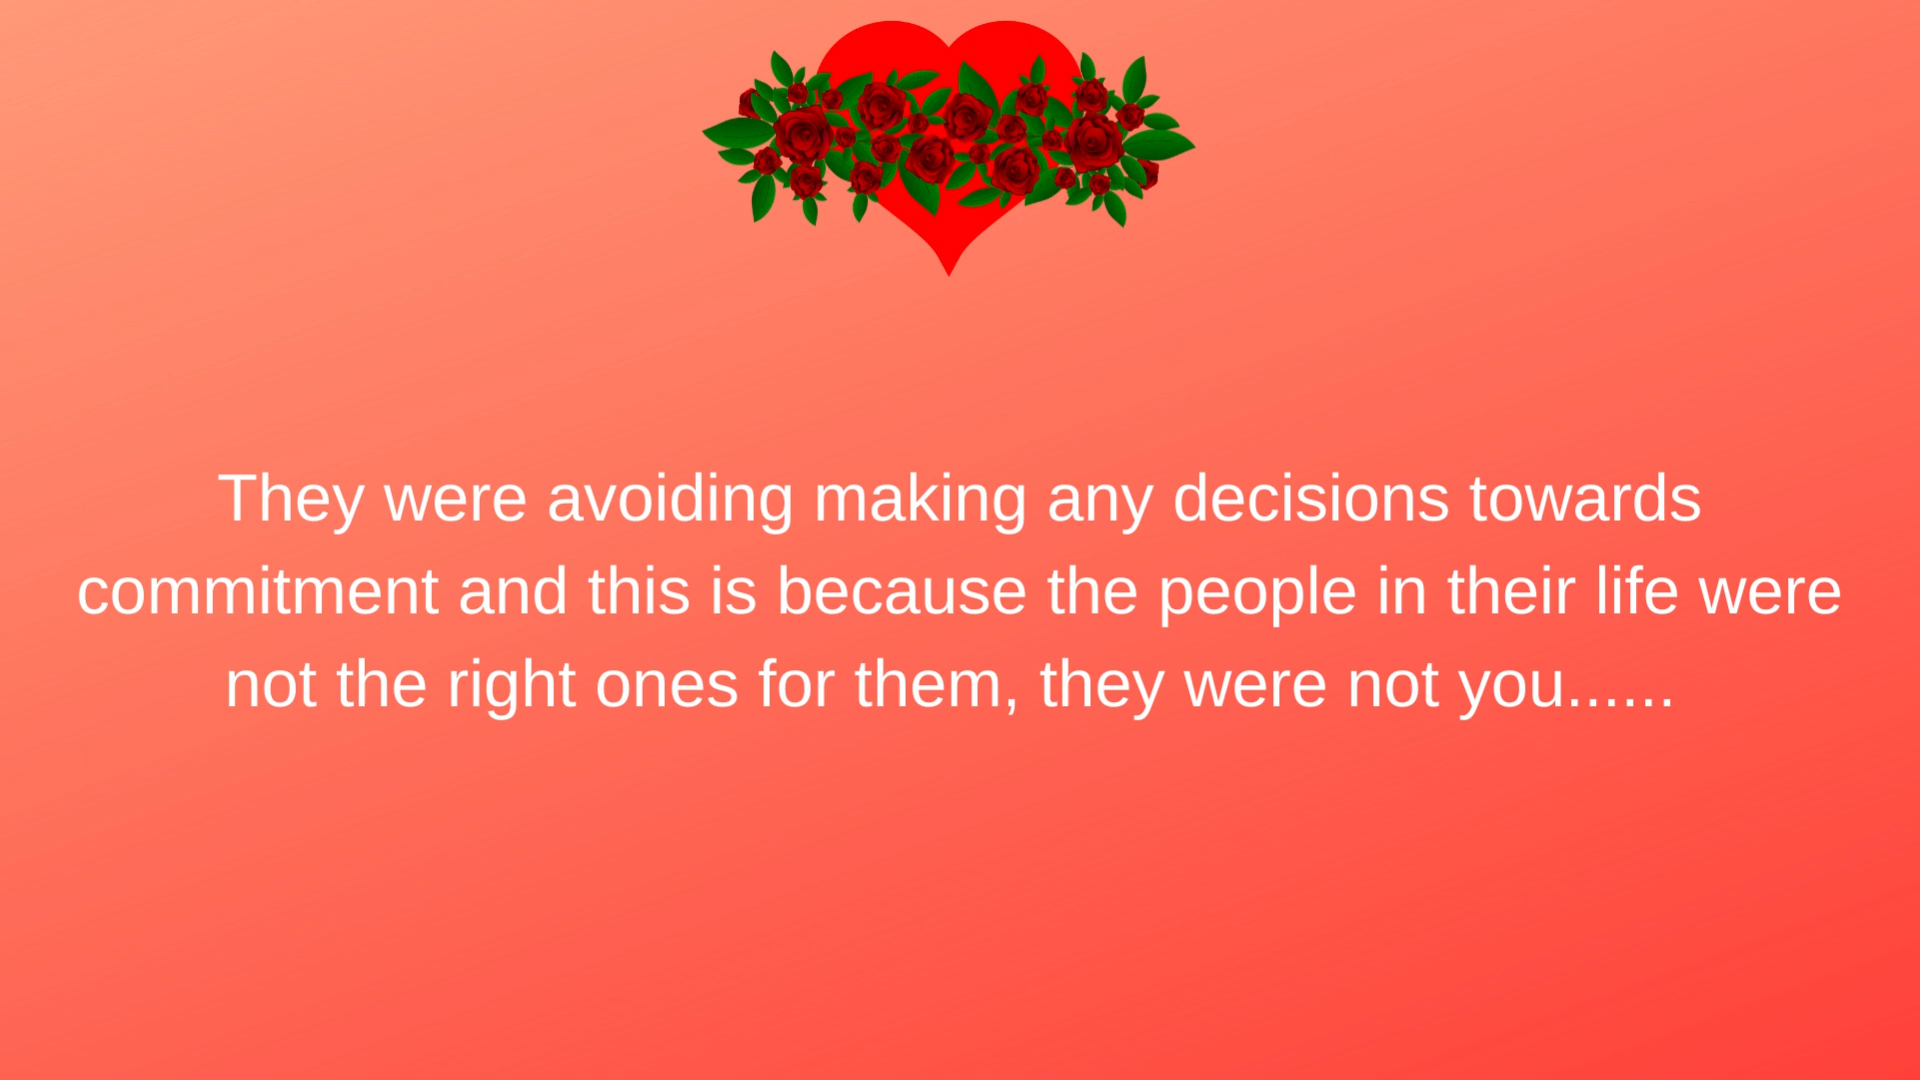 They were avoiding making any decisions towards
commitment and this is because the people in their life were
not the right ones for them, they were not you......